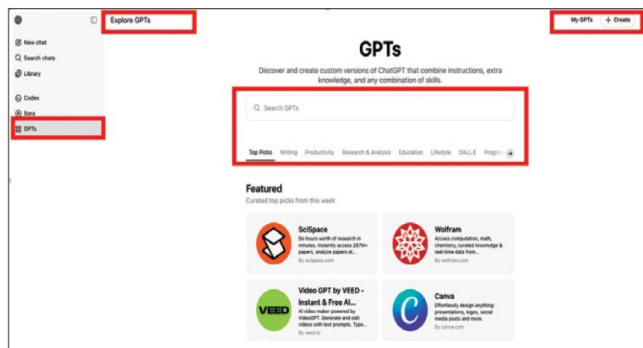 Explore GPTs
My GPTs
+ Create
New chat
Search chats
Library
Codex
Sora
GPTs
GPTs
Discover and create custom versions of ChatGPT that combine instructions, extra
knowledge, and any combination of skills.
Search GPTs
Top Picks Writing Productivity Research & Analysis Education Lifestyle DALL·E Progra
Featured
Curated top picks from this week
SciSpace
Do hours worth of research in
minutes. Instantly access 287M+
papers, analyze papers at...
By scispace.com
Wolfram
Access computation, math,
chemistry, curated knowledge &
real-time data from...
By wolfram.com
VEED
Video GPT by VEED -
Instant & Free AI...
AI video maker powered by
VideoGPT. Generate and edit
videos with text prompts. Type...
By veed.io
Canva
Effortlessly design anything:
presentations, logos, social
media posts and more.
By canva.com